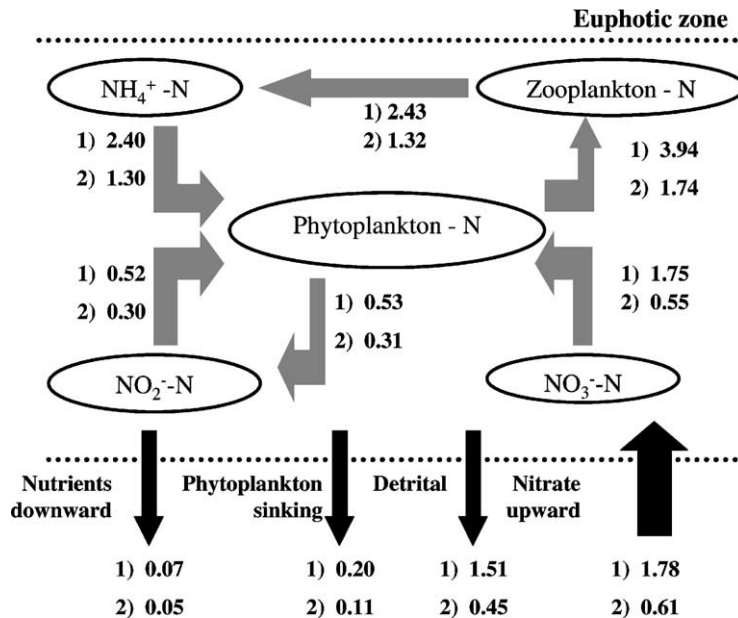 Euphotic zone
NH₄⁺ -N
Zooplankton - N
1) 2.43
2) 1.32
1) 2.40
2) 1.30
1) 3.94
2) 1.74
Phytoplankton - N
1) 0.52
2) 0.30
1) 0.53
2) 0.31
1) 1.75
2) 0.55
NO₂⁻-N
NO₃⁻-N
Nutrients
downward
Phytoplankton
sinking
Detrital
Nitrate
upward
1) 0.07
2) 0.05
1) 0.20
2) 0.11
1) 1.51
2) 0.45
1) 1.78
2) 0.61